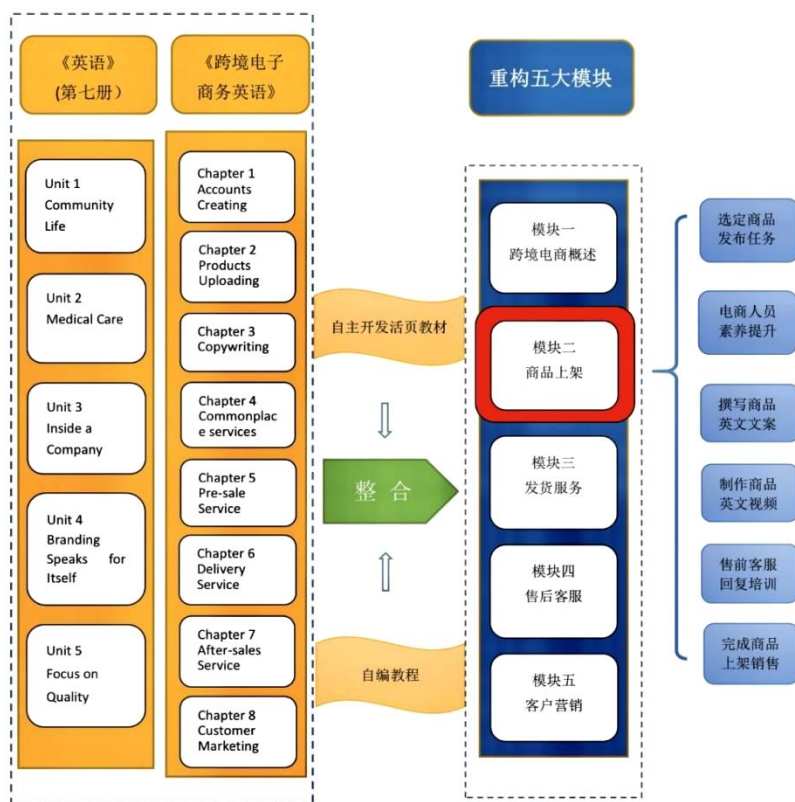 《英语》
(第七册）
《跨境电子
商务英语》
重构五大模块
Unit 1
Community
Life
Unit 2
Medical Care
Unit 3
Inside a
Company
Unit 4
Branding
Speaks for
Itself
Unit 5
Focus on
Quality
Chapter 1
Accounts
Creating
Chapter 2
Products
Uploading
Chapter 3
Copywriting
Chapter 4
Commonplac
e services
Chapter 5
Pre-sale
Service
Chapter 6
Delivery
Service
Chapter 7
After-sales
Service
Chapter 8
Customer
Marketing
自主开发活页教材
整 合
自编教程
模块一
跨境电商概述
模块二
商品上架
模块三
发货服务
模块四
售后客服
模块五
客户营销
选定商品
发布任务
电商人员
素养提升
撰写商品
英文文案
制作商品
英文视频
售前客服
回复培训
完成商品
上架销售